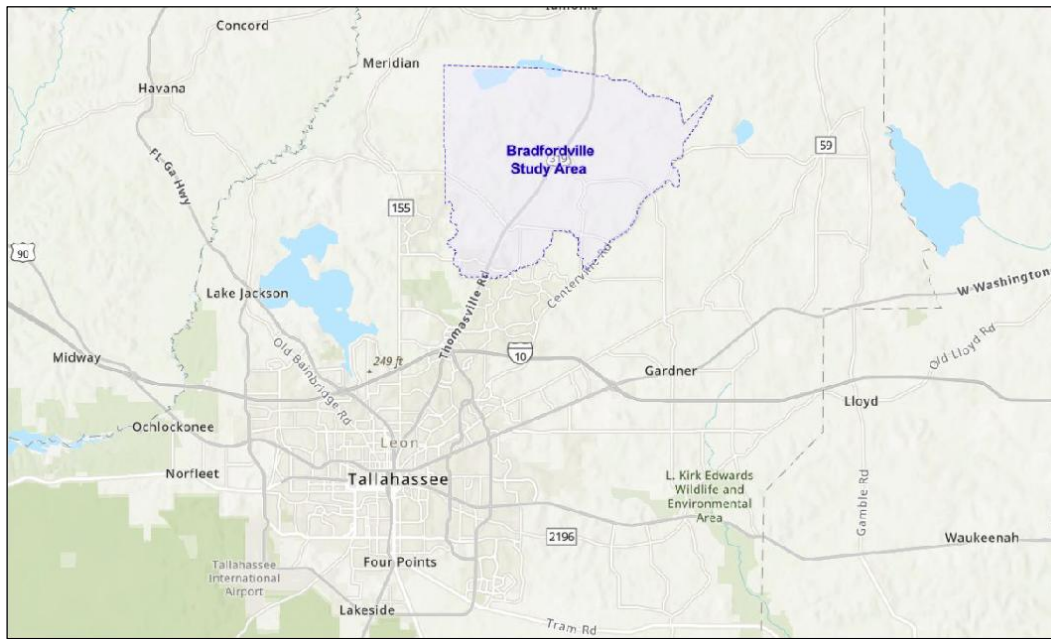 Concord
Iamonia
Meridian
Havana
FL-Ga Hwy
Bradfordville
Study Area
319
59
155
90
Lake Jackson
Thomasville Rd
Centerville Rd
W Washington
Old Lloyd Rd
Midway
Old Bainbridge Rd
249 ft
10
Gardner
Lloyd
Ochlockonee
Leon
Norfleet
Tallahassee
L. Kirk Edwards
Wildlife and
Environmental
Area
Gamble Rd
2196
Waukeenah
Tallahassee
International
Airport
Four Points
Lakeside
Tram Rd